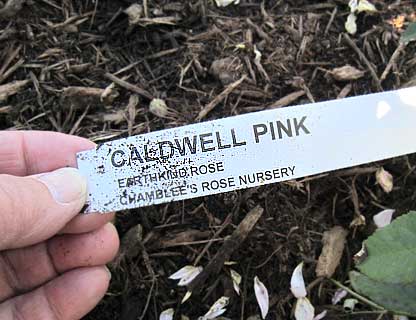 CALDWELL PINK
EARTHKIND ROSE
CHAMBLEE'S ROSE NURSERY